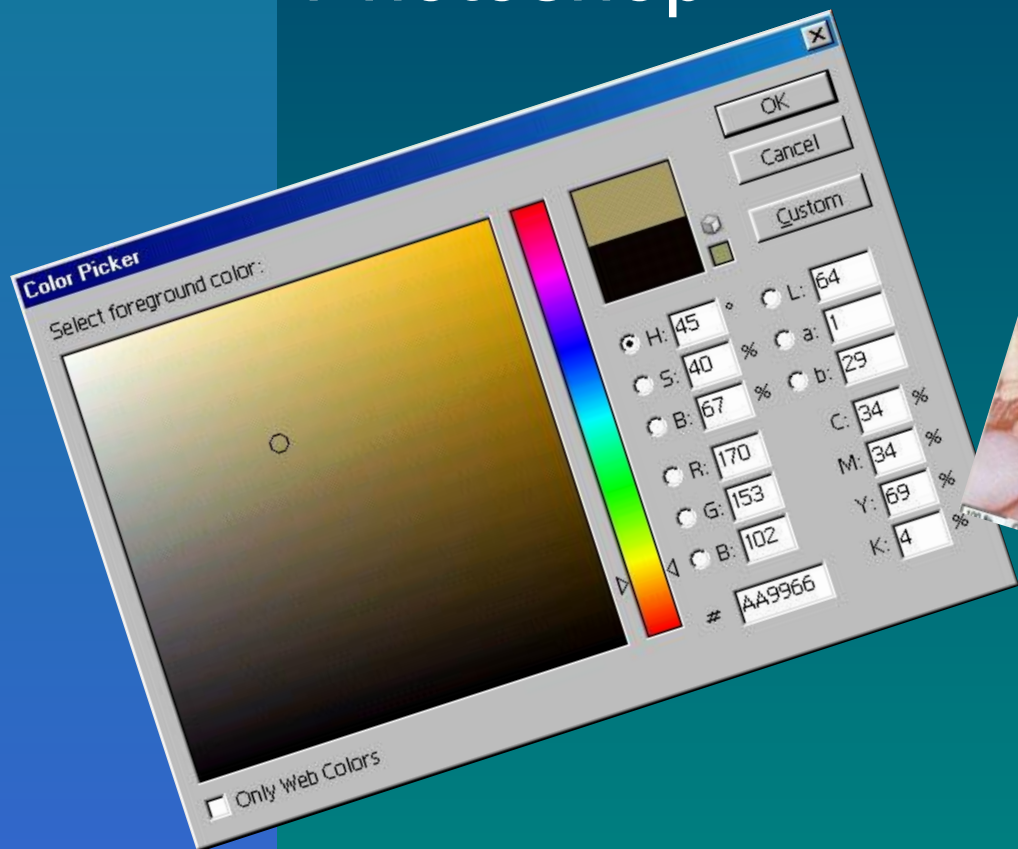 Photoshop
Color Picker
Select foreground color:
OK
Cancel
Custom
H: 45 °
S: 40 %
B: 67 %
R: 170
G: 153
B: 102
# AA9966
L: 64
a: 1
b: 29
C: 34 %
M: 34 %
Y: 69 %
K: 4 %
Only Web Colors